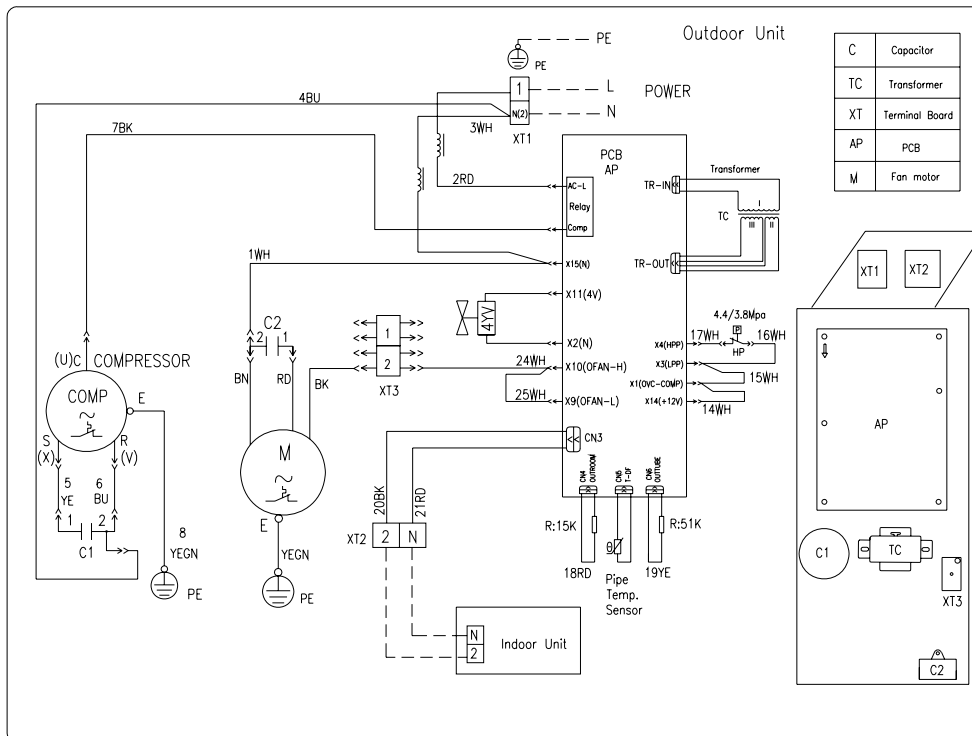 Outdoor Unit
PE
PE
1
L
POWER
N(2)
N
XT1
4BU
3WH
7BK
2RD
C Capacitor
TC Transformer
XT Terminal Board
AP PCB
M Fan motor
PCB
AP
AC-L
Relay
Comp
X15(N)
X11(4V)
X2(N)
X10(OFAN-H)
X9(OFAN-L)
CN3
TR-IN
TR-OUT
Transformer
TC
I
III
II
X4(HPP)
X3(LPP)
X1(OVC-COMP)
X14(+12V)
4.4/3.8Mpa
P
HP
17WH
16WH
15WH
14WH
1WH
4YV
C2
2
1
BN
RD
BK
1
2
XT3
24WH
25WH
(U)C COMPRESSOR
COMP
E
S
(X)
R
(V)
5
YE
6
BU
1
2
C1
8
YEGN
PE
M
E
YEGN
PE
20BK
21RD
XT2
2
N
N
2
Indoor Unit
CN4
OUTROOM
CN5
T-DF
CN6
OUTTUBE
R:15K
R:51K
θ
18RD
19YE
Pipe
Temp.
Sensor
XT1
XT2
AP
C1
TC
XT3
C2